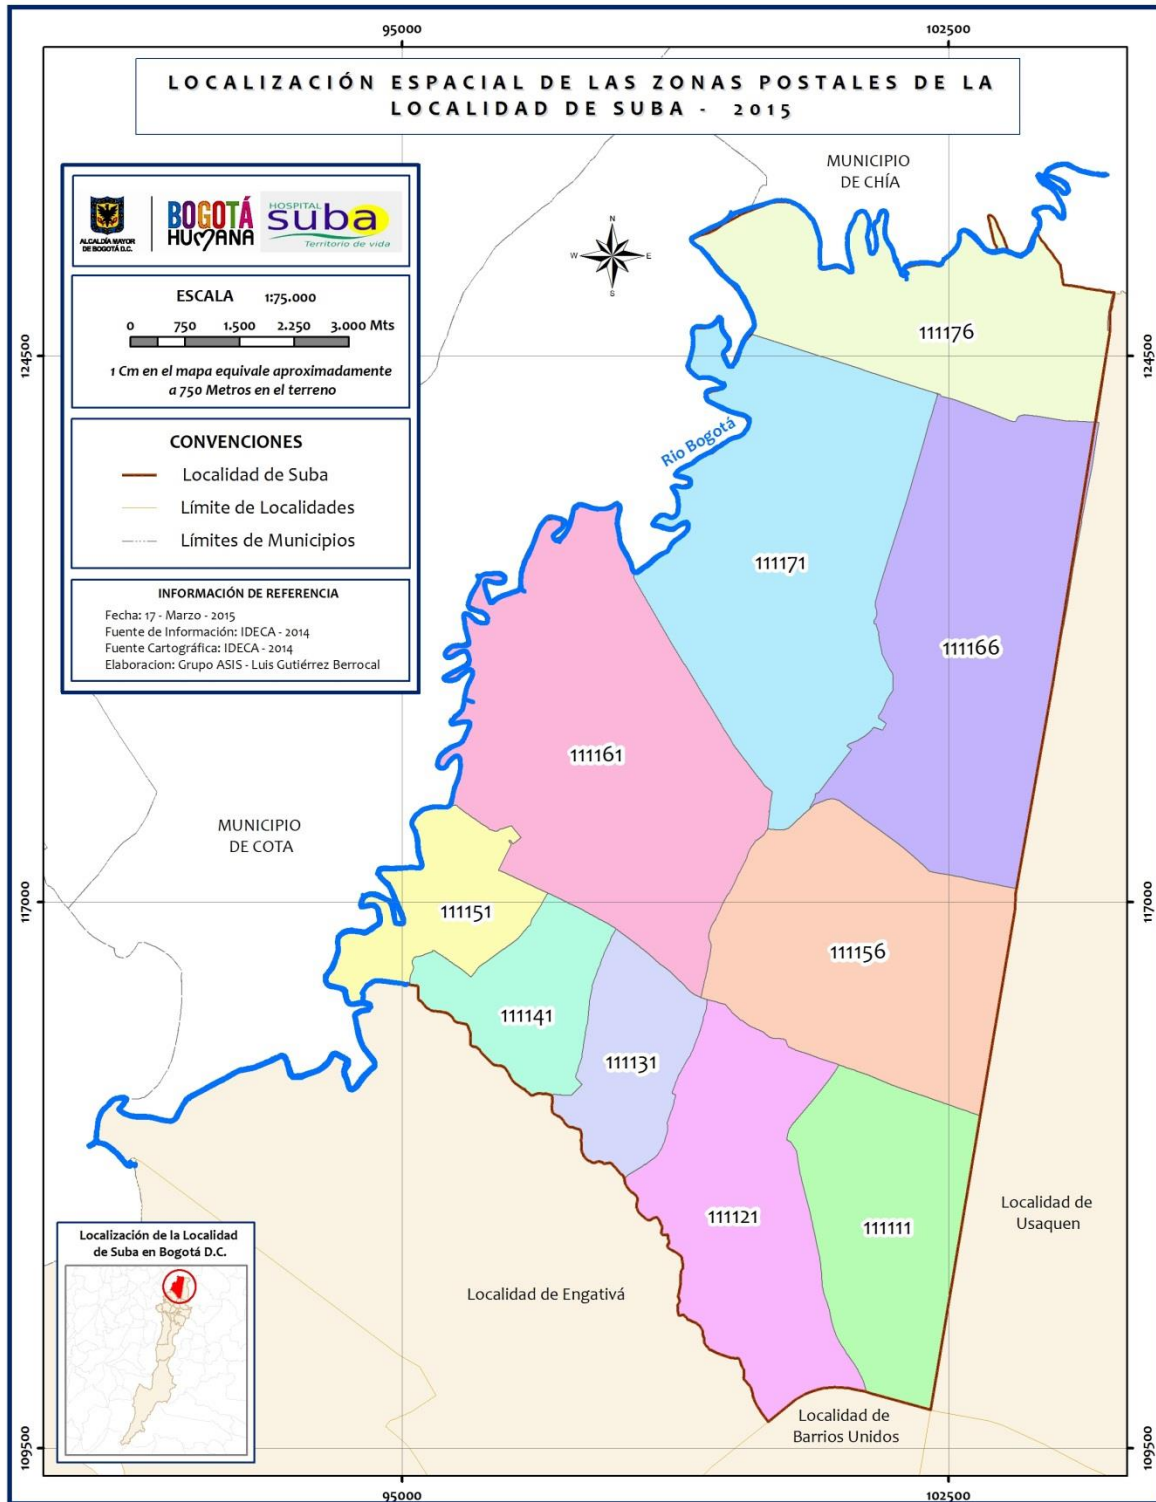 95000
102500
LOCALIZACIÓN ESPACIAL DE LAS ZONAS POSTALES DE LA
LOCALIDAD DE SUBA - 2015
MUNICIPIO
DE CHÍA
ALCALDÍA MAYOR
DE BOGOTÁ D.C.
BOGOTÁ
HUMANA
HOSPITAL
suba
Territorio de vida
N
W
E
S
ESCALA 1:75.000
0 750 1.500 2.250 3.000 Mts
1 Cm en el mapa equivale aproximadamente
a 750 Metros en el terreno
124500
124500
111176
CONVENCIONES
Localidad de Suba
Límite de Localidades
Límites de Municipios
Rio Bogotá
INFORMACIÓN DE REFERENCIA
Fecha: 17 - Marzo - 2015
Fuente de Información: IDECA - 2014
Fuente Cartográfica: IDECA - 2014
Elaboracion: Grupo ASIS - Luis Gutiérrez Berrocal
111171
111166
111161
MUNICIPIO
DE COTA
117000
117000
111151
111156
111141
111131
111121
111111
Localidad de
Usaquen
Localización de la Localidad
de Suba en Bogotá D.C.
Localidad de Engativá
Localidad de
Barrios Unidos
109500
109500
95000
102500